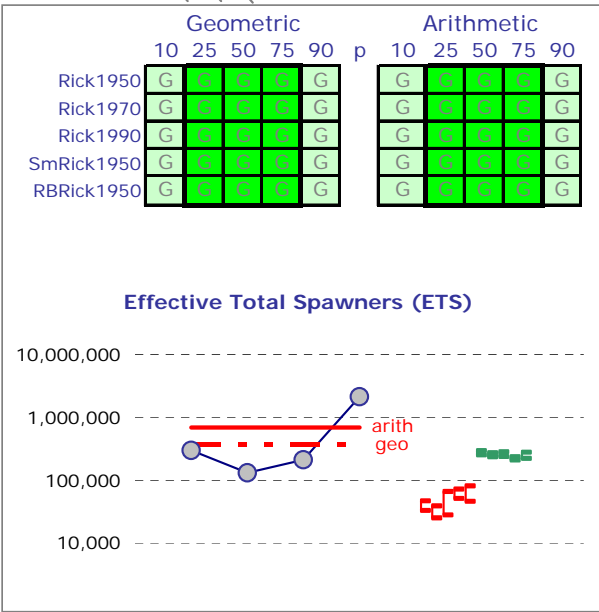 Geometric Arithmetic
10 25 50 75 90 p 10 25 50 75 90
Rick1950 G G G G G G G G G G
Rick1970 G G G G G G G G G G
Rick1990 G G G G G G G G G G
SmRick1950 G G G G G G G G G G
RBRick1950 G G G G G G G G G G
Effective Total Spawners (ETS)
10,000,000
1,000,000
arith
geo
100,000
10,000